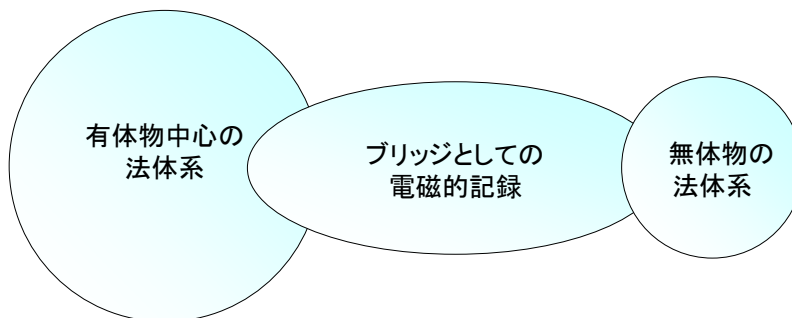 有体物中心の
法体系
ブリッジとしての
電磁的記録
無体物の
法体系